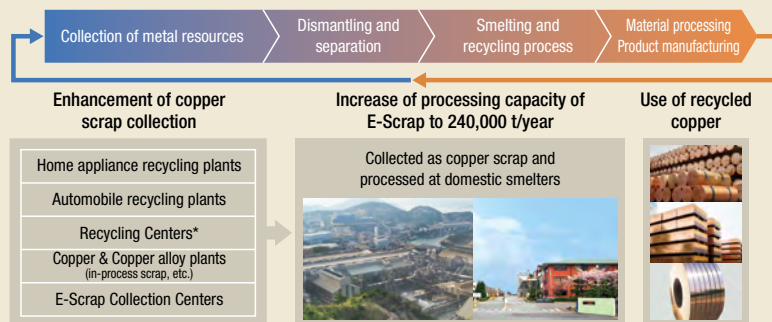 Collection of metal resources
Dismantling and
separation
Smelting and
recycling process
Material processing
Product manufacturing
Enhancement of copper
scrap collection
Increase of processing capacity of
E-Scrap to 240,000 t/year
Use of recycled
copper
Home appliance recycling plants
Automobile recycling plants
Recycling Centers*
Copper & Copper alloy plants
(in-process scrap, etc.)
E-Scrap Collection Centers
Collected as copper scrap and
processed at domestic smelters